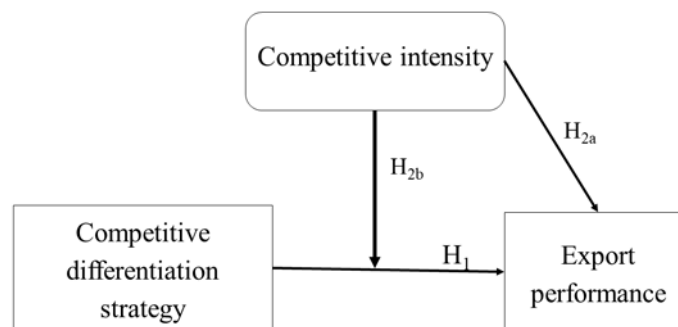 Competitive intensity
H2a
H2b
Competitive
differentiation
strategy
H1
Export
performance